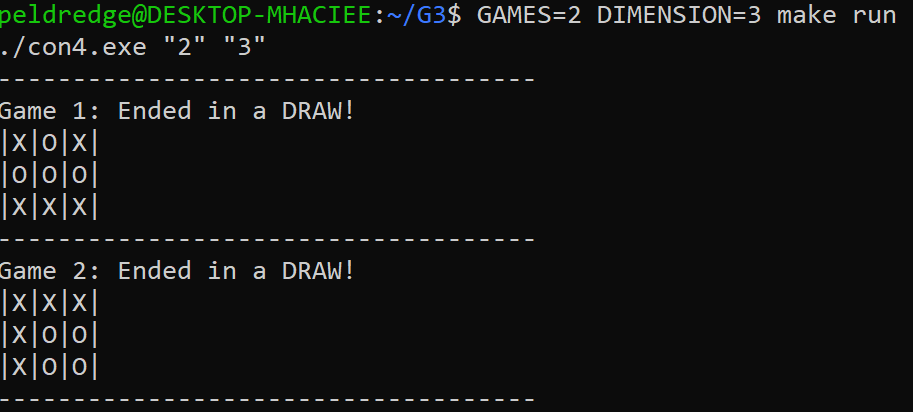 peldredge@DESKTOP-MHACIEE:~/G3$ GAMES=2 DIMENSION=3 make run
./con4.exe "2" "3"
------------------------------------
Game 1: Ended in a DRAW!
|X|O|X|
|O|O|O|
|X|X|X|
------------------------------------
Game 2: Ended in a DRAW!
|X|X|X|
|X|O|O|
|X|O|O|
------------------------------------